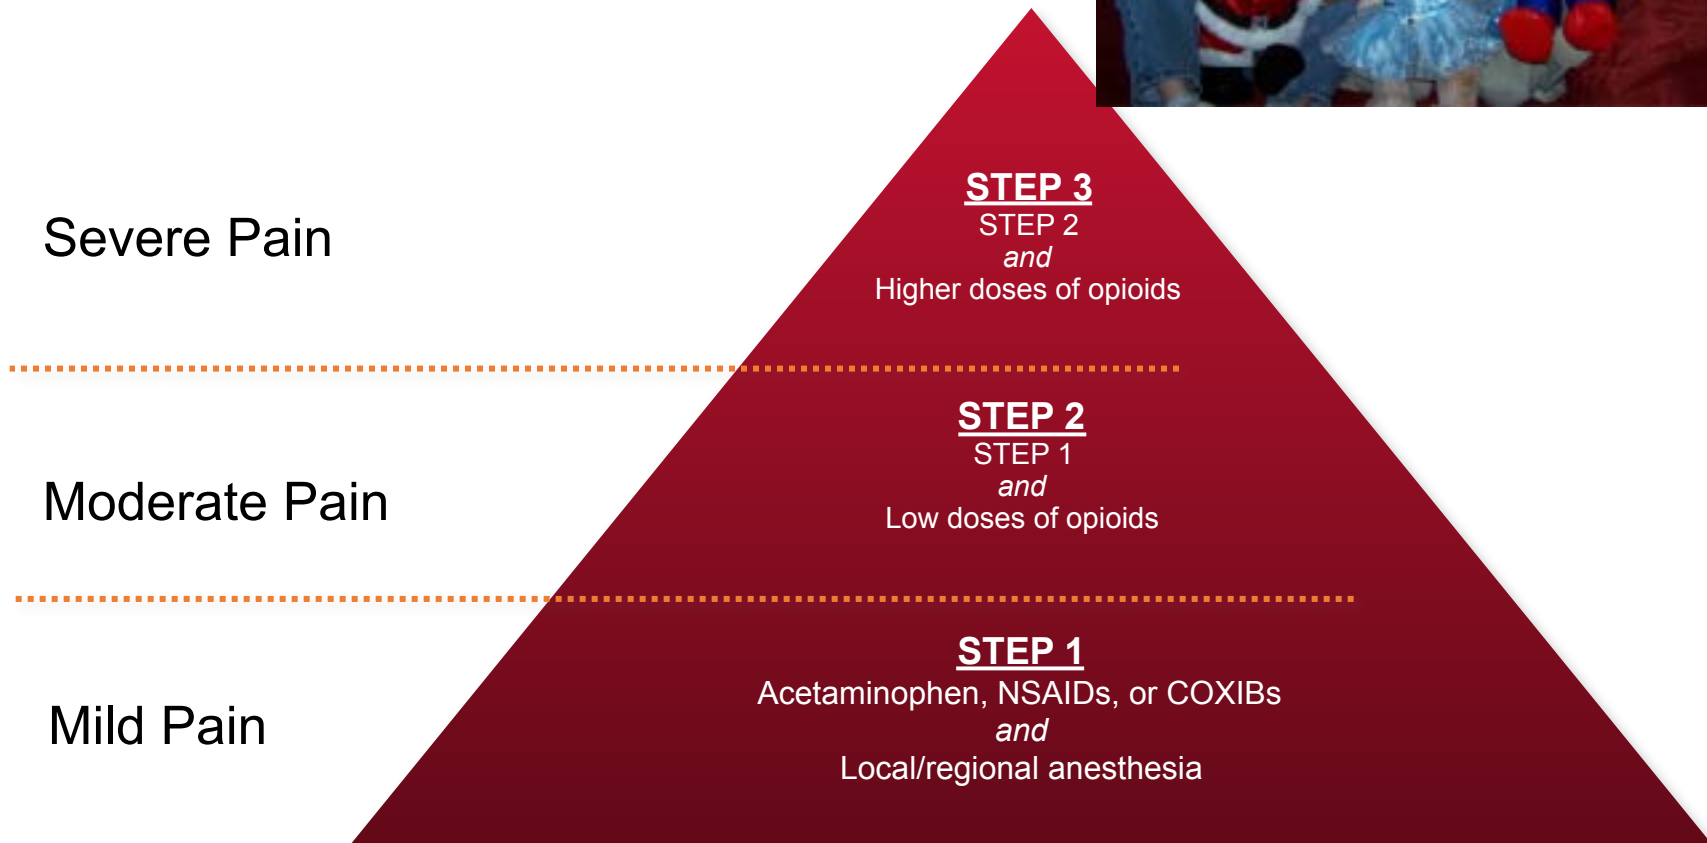 Severe Pain
STEP 3
STEP 2
and
Higher doses of opioids
Moderate Pain
STEP 2
STEP 1
and
Low doses of opioids
Mild Pain
STEP 1
Acetaminophen, NSAIDs, or COXIBs
and
Local/regional anesthesia